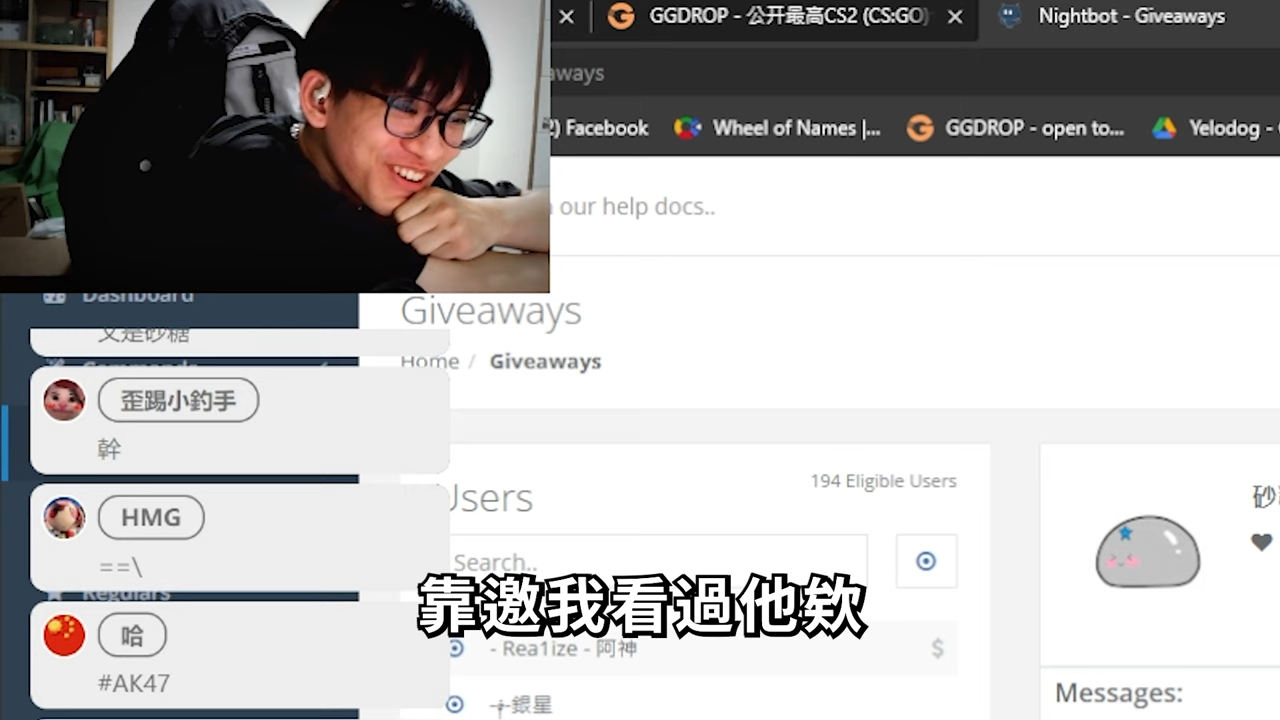 GGDROP - 公开最高CS2 (CS:GO)
Nightbot - Giveaways
aways
2) Facebook
Wheel of Names |...
GGDROP - open to...
Yelodog -
our help docs..
Dashboard
Giveaways
又是砂糖
Home / Giveaways
歪踢小釣手
幹
194 Eligible Users
Users
砂
HMG
==\
Search..
靠邀我看過他欸
哈
#AK47
- Rea1ize - 阿神
$
銀星
Messages: